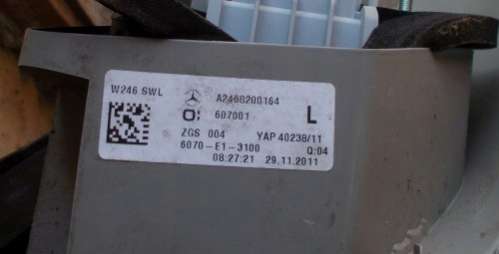 W246 SWL
A2468200164
O: 607001
L
ZGS 004 YAP 40238/11
6070-E1-3100 Q:04
08:27:21 29.11.2011